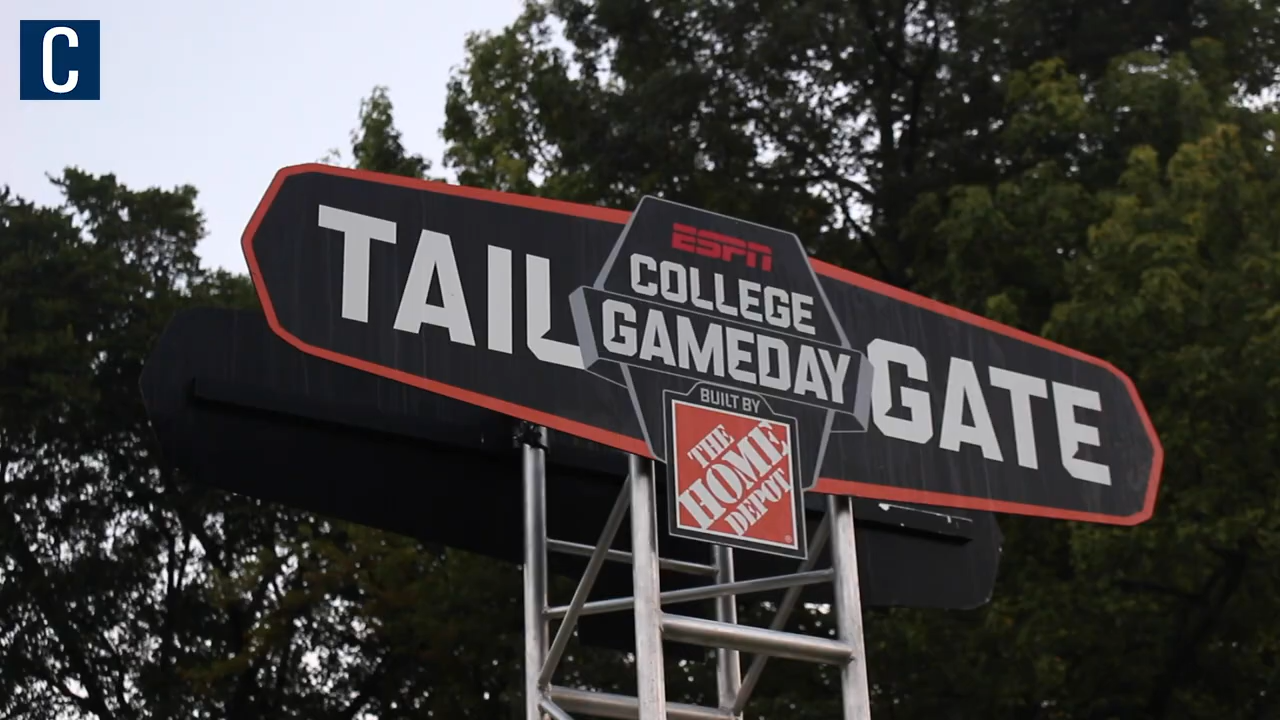 C
TAIL GATE
ESPN
COLLEGE
GAMEDAY
BUILT BY
THE
HOME
DEPOT